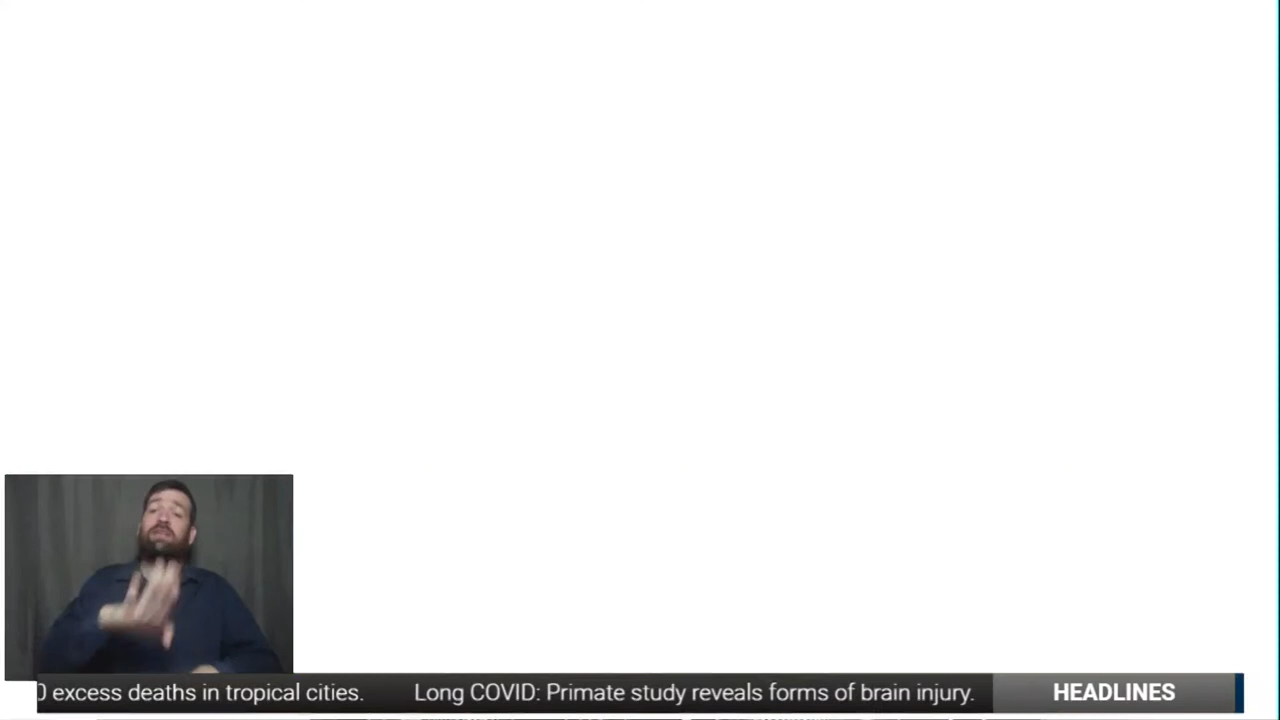 excess deaths in tropical cities. Long COVID: Primate study reveals forms of brain injury. HEADLINES